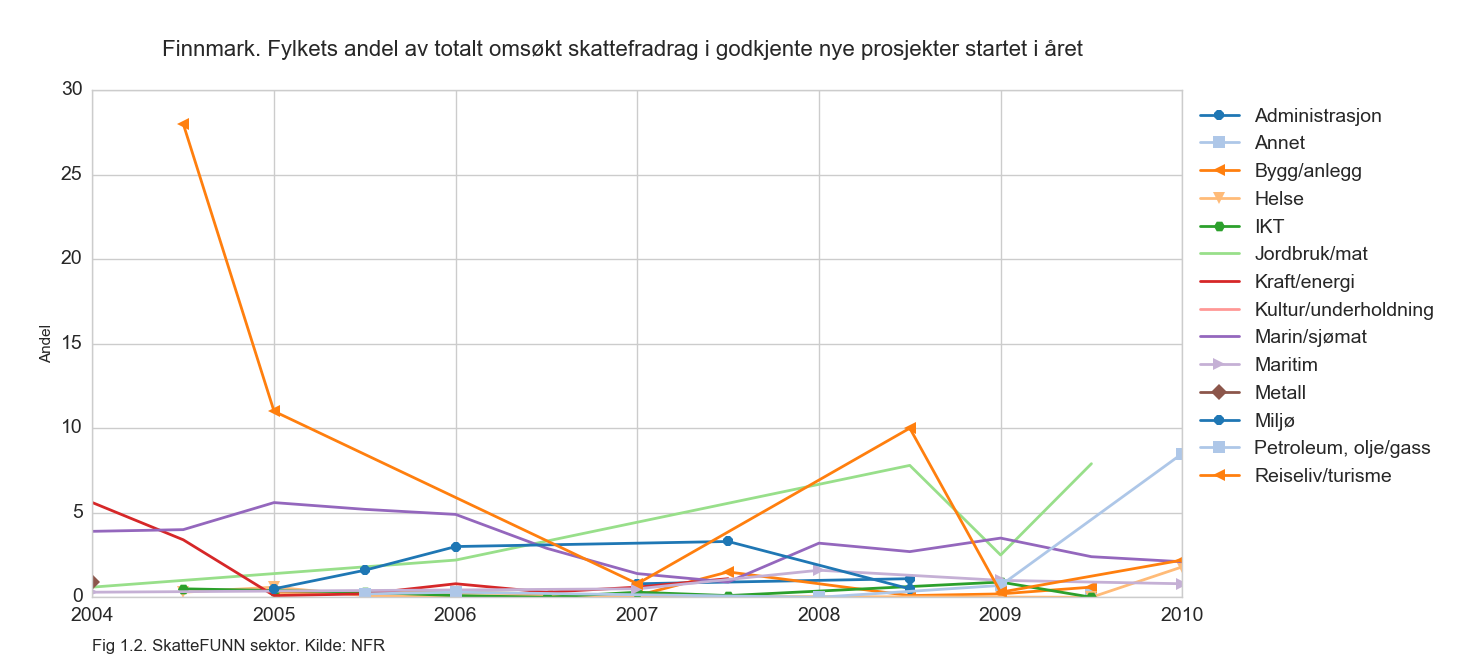 Finnmark. Fylkets andel av totalt omsøkt skattefradrag i godkjente nye prosjekter startet i året
30
25
20
15
10
5
0
Andel
2004 2005 2006 2007 2008 2009 2010
Administrasjon
Annet
Bygg/anlegg
Helse
IKT
Jordbruk/mat
Kraft/energi
Kultur/underholdning
Marin/sjømat
Maritim
Metall
Miljø
Petroleum, olje/gass
Reiseliv/turisme
Fig 1.2. SkatteFUNN sektor. Kilde: NFR